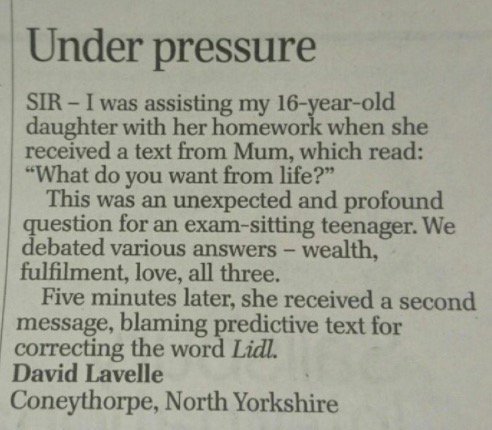 Under pressure
SIR – I was assisting my 16-year-old
daughter with her homework when she
received a text from Mum, which read:
“What do you want from life?”
This was an unexpected and profound
question for an exam-sitting teenager. We
debated various answers – wealth,
fulfilment, love, all three.
Five minutes later, she received a second
message, blaming predictive text for
correcting the word Lidl.
David Lavelle
Coneythorpe, North Yorkshire